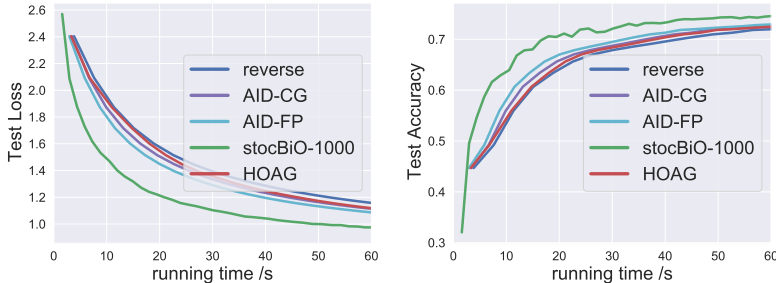 2.6
2.4
2.2
2.0
1.8
1.6
1.4
1.2
1.0
Test Loss
0
10
20
30
40
50
60
running time /s
reverse
AID-CG
AID-FP
stocBiO-1000
HOAG
0.7
0.6
0.5
0.4
0.3
Test Accuracy
0
10
20
30
40
50
60
running time /s
reverse
AID-CG
AID-FP
stocBiO-1000
HOAG